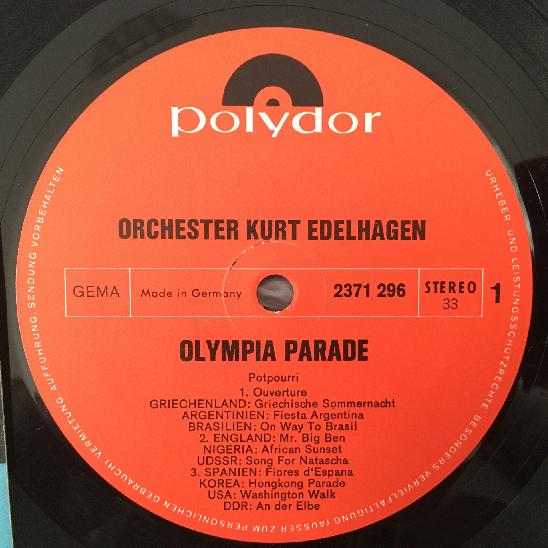 polydor
ORCHESTER KURT EDELHAGEN
GEMA
Made in Germany
2371 296
STEREO
33
1
OLYMPIA PARADE
Potpourri
1. Ouverture
GRIECHENLAND: Griechische Sommernacht
ARGENTINIEN: Fiesta Argentina
BRASILIEN: On Way To Brasil
2. ENGLAND: Mr. Big Ben
NIGERIA: African Sunset
UDSSR: Song For Natascha
3. SPANIEN: Flores d'Espana
KOREA: Hongkong Parade
USA: Washington Walk
DDR: An der Elbe
URHEBER- UND LEISTUNGSSCHUTZRECHTE BESONDERS VERVIELFÄLTIGUNG (AUSSER ZUM PERSÖNLICHEN GEBRAUCH), VERMIETUNG, AUFFÜHRUNG, SENDUNG VORBEHALTEN